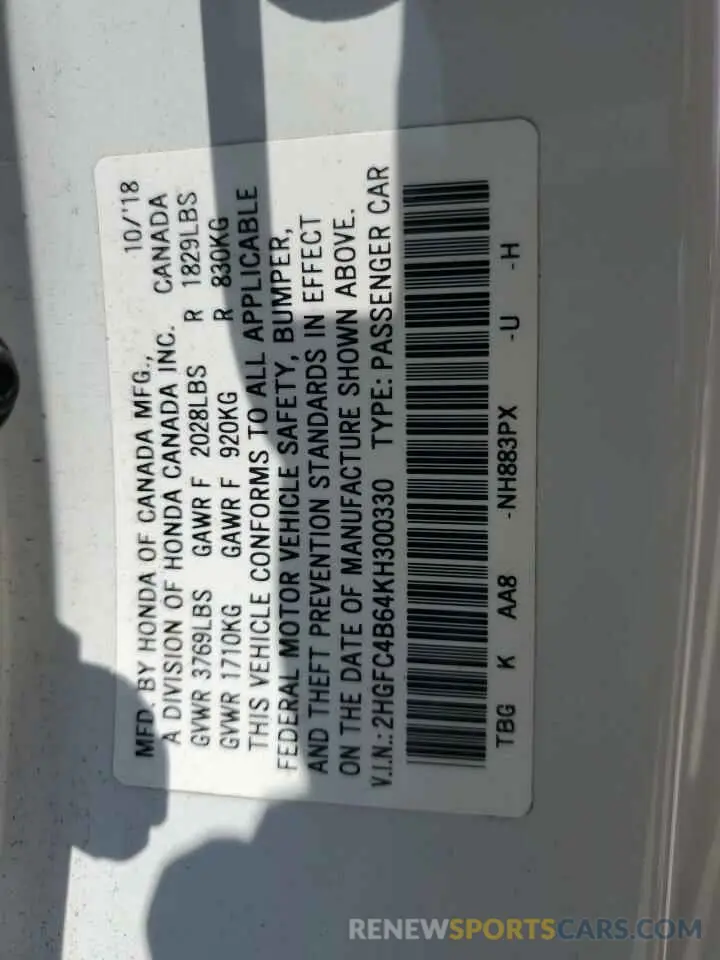 MFD. BY HONDA OF CANADA MFG., 10/'18
A DIVISION OF HONDA CANADA INC. CANADA
GVWR 3769LBS GAWR F 2028LBS R 1829LBS
GVWR 1710KG GAWR F 920KG R 830KG
THIS VEHICLE CONFORMS TO ALL APPLICABLE
FEDERAL MOTOR VEHICLE SAFETY, BUMPER,
AND THEFT PREVENTION STANDARDS IN EFFECT
ON THE DATE OF MANUFACTURE SHOWN ABOVE.
V.I.N.:2HGFC4B64KH300330 TYPE: PASSENGER CAR
TBG K AA8 -NH883PX -U -H
RENEWSPORTSCARS.COM